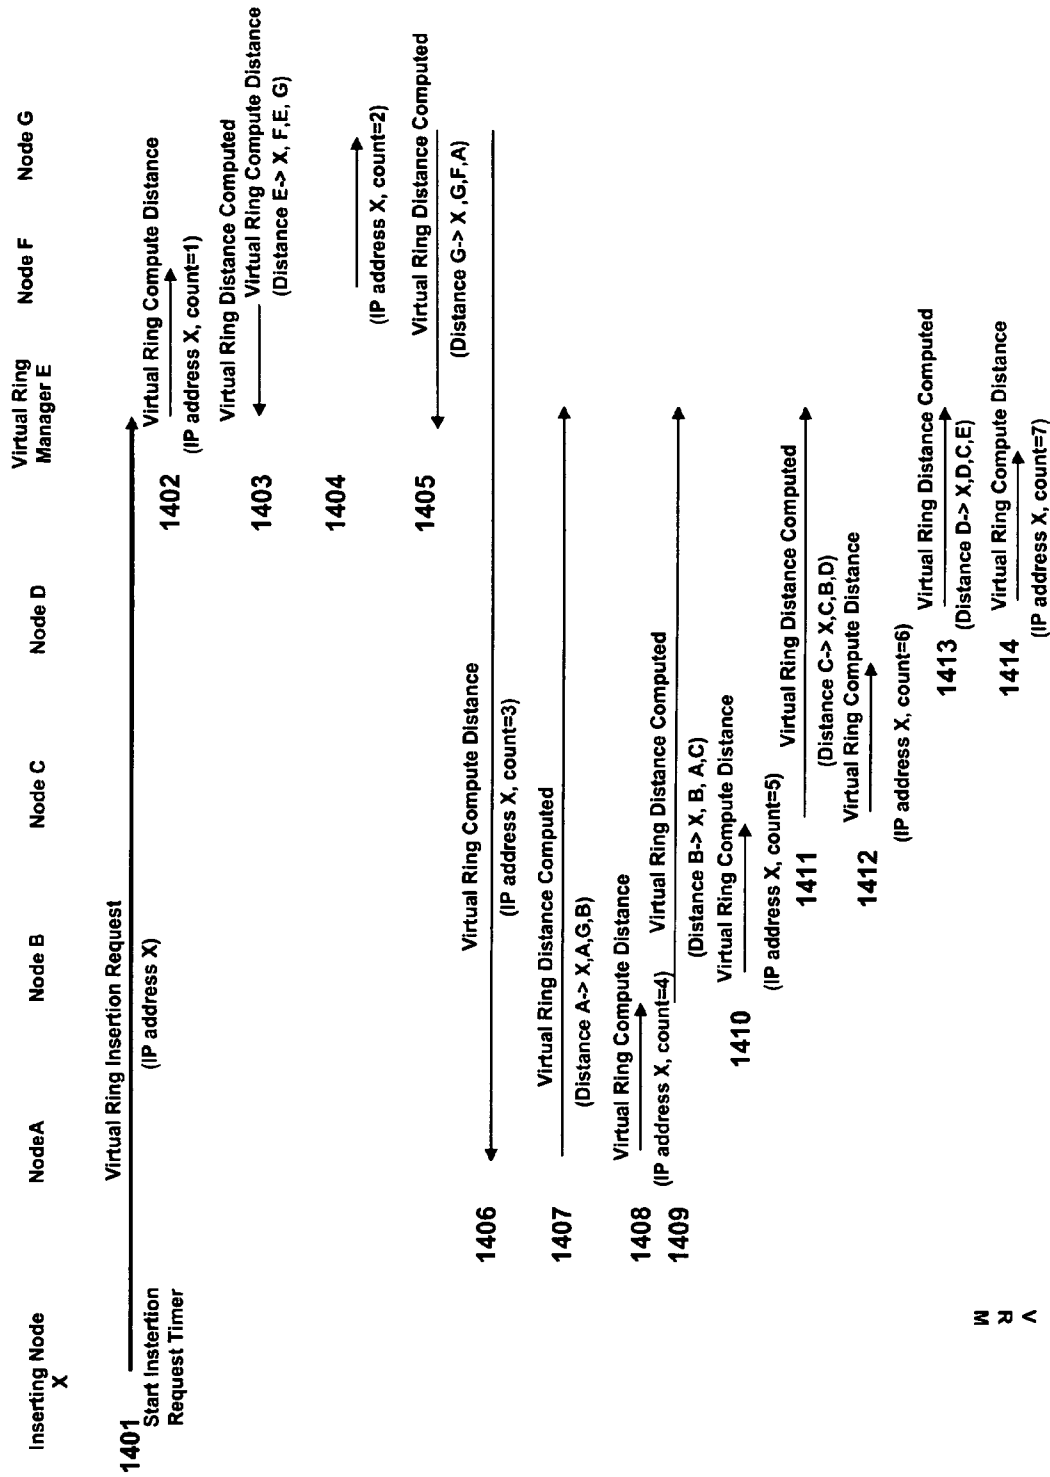 Inserting Node
X
NodeA
Node B
Node C
Node D
Virtual Ring
Manager E
Node F
Node G
1401
Start Instertion
Request Timer
Virtual Ring Insertion Request
(IP address X)
1402
Virtual Ring Compute Distance
(IP address X, count=1)
1403
Virtual Ring Distance Computed
Virtual Ring Compute Distance
(Distance E-> X, F,E, G)
1404
(IP address X, count=2)
1405
Virtual Ring Distance Computed
(Distance G-> X ,G,F,A)
1406
Virtual Ring Compute Distance
(IP address X, count=3)
1407
Virtual Ring Distance Computed
(Distance A-> X,A,G,B)
1408
Virtual Ring Compute Distance
(IP address X, count=4)
1409
Virtual Ring Distance Computed
(Distance B-> X, B, A,C)
1410
Virtual Ring Compute Distance
(IP address X, count=5)
1411
Virtual Ring Distance Computed
(Distance C-> X,C,B,D)
1412
Virtual Ring Compute Distance
(IP address X, count=6)
1413
Virtual Ring Distance Computed
(Distance D-> X,D,C,E)
1414
Virtual Ring Compute Distance
(IP address X, count=7)
V
R
M